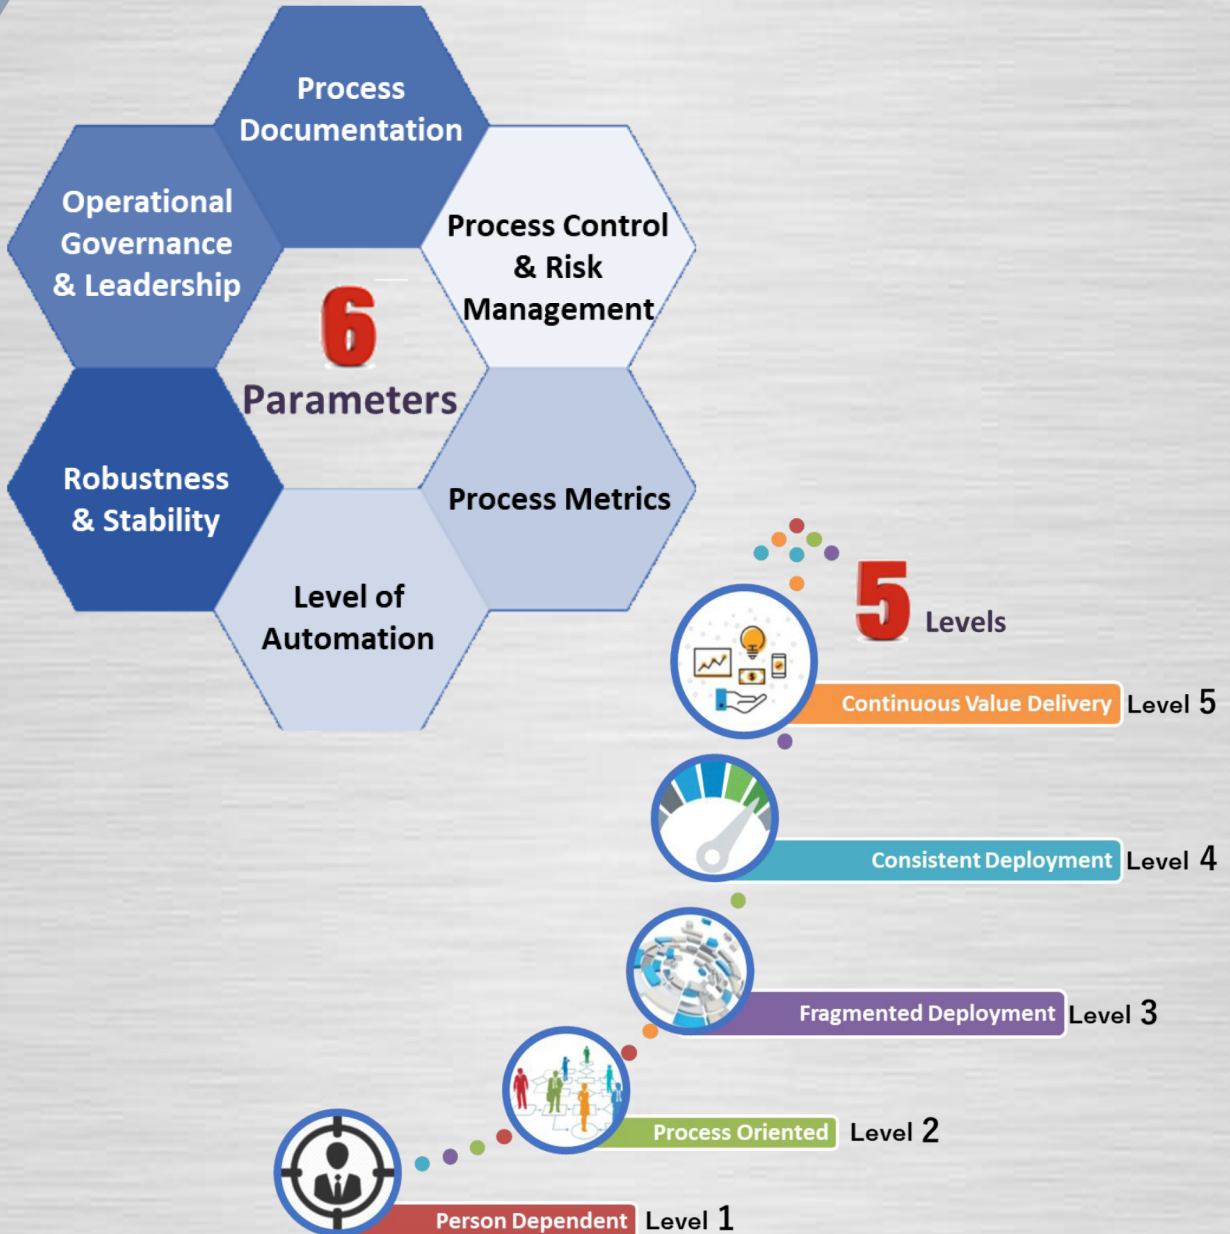 Process
Documentation
Operational
Governance
& Leadership
Process Control
& Risk
Management
6
Parameters
Robustness
& Stability
Process Metrics
Level of
Automation
5 Levels
Continuous Value Delivery Level 5
Consistent Deployment Level 4
Fragmented Deployment Level 3
Process Oriented Level 2
Person Dependent Level 1